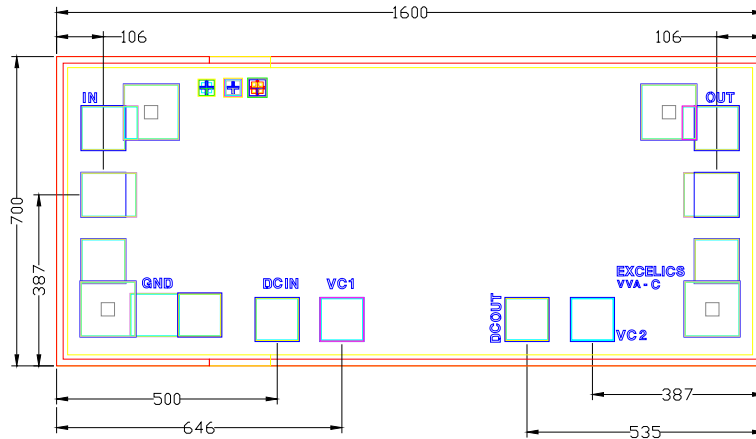 1600
106
106
IN
OUT
700
387
GND
DCIN
VC1
DCOUT
EXCELICS
VVA-C
VC2
500
387
646
535